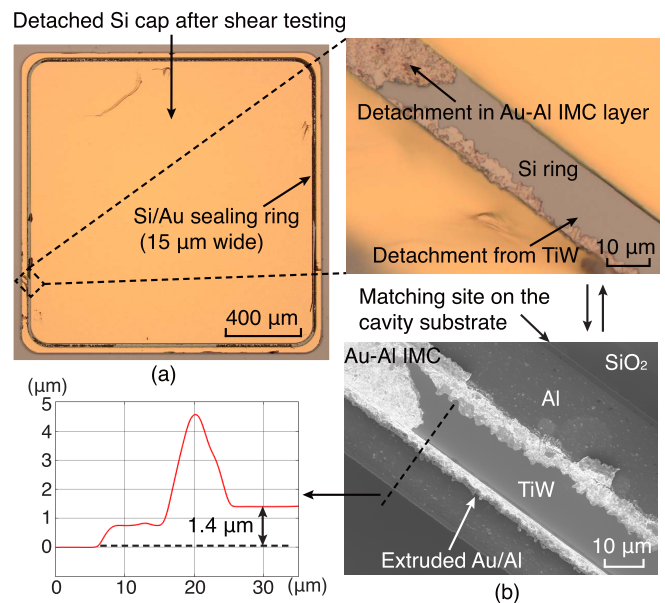 Detached Si cap after shear testing
Si/Au sealing ring
(15 μm wide)
400 μm
(a)
Detachment in Au-Al IMC layer
Si ring
Detachment from TiW
10 μm
Matching site on the
cavity substrate
Au-Al IMC
SiO₂
Al
TiW
Extruded Au/Al
10 μm
(b)
(μm)
5
4
3
2
1
0
1.4 μm
0
10
20
30
(μm)